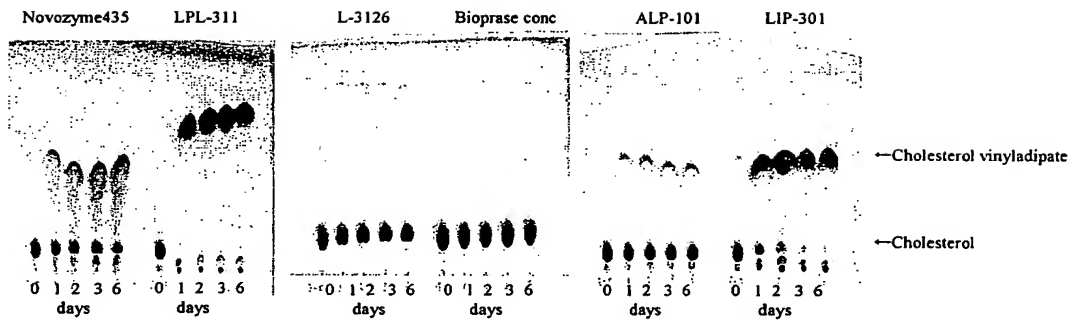 Novozyme435 LPL-311 L-3126 Bioprase conc ALP-101 LIP-301
←Cholesterol vinyladipate
←Cholesterol
0 1 2 3 6 0 1 2 3 6 0 1 2 3 6 0 1 2 3 6 0 1 2 3 6 0 1 2 3 6
days days days days days days